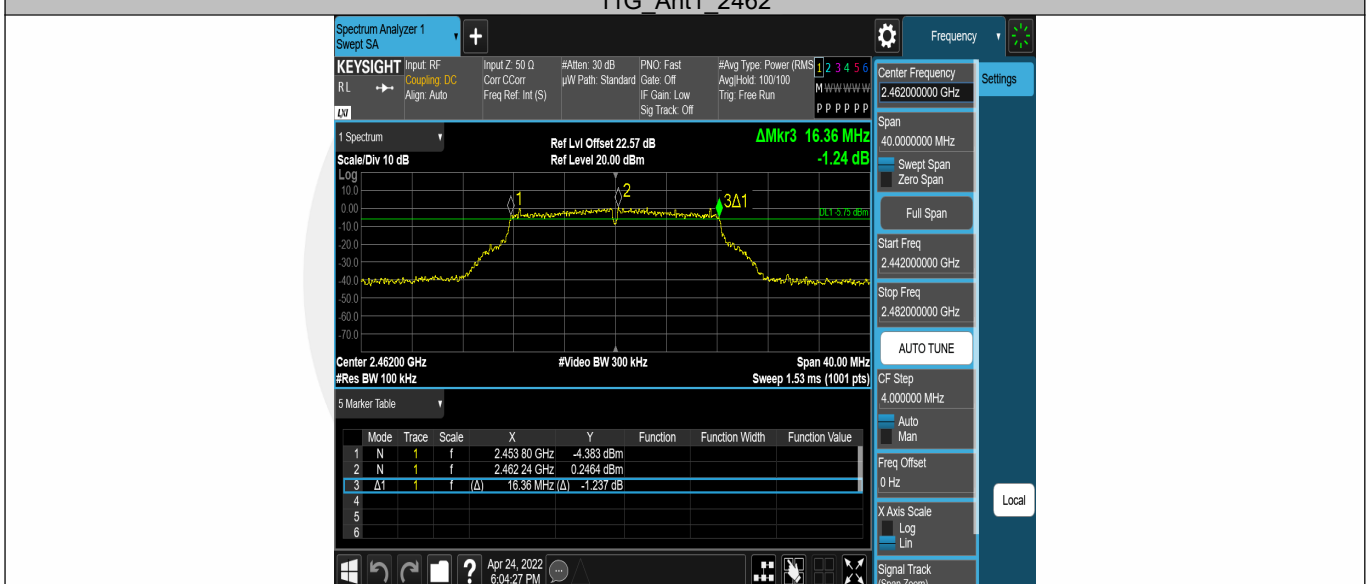 11G_Ant1_2462
Spectrum Analyzer 1
Swept SA
+
Frequency
KEYSIGHT
RL
LXI
Input: RF
Coupling: DC
Align: Auto
Input Z: 50 Ω
Corr CCorr
Freq Ref: Int (S)
#Atten: 30 dB
µW Path: Standard
PNO: Fast
Gate: Off
IF Gain: Low
Sig Track: Off
#Avg Type: Power (RMS
Avg|Hold: 100/100
Trig: Free Run
1 2 3 4 5 6
M W W W W W
P P P P P P
1 Spectrum
Scale/Div 10 dB
Ref Lvl Offset 22.57 dB
Ref Level 20.00 dBm
ΔMkr3 16.36 MHz
-1.24 dB
Log
10.0
0.00
-10.0
-20.0
-30.0
-40.0
-50.0
-60.0
-70.0
1
2
3Δ1
DL1 -5.75 dBm
Center 2.46200 GHz
#Video BW 300 kHz
Span 40.00 MHz
#Res BW 100 kHz
Sweep 1.53 ms (1001 pts)
5 Marker Table
Mode Trace Scale X Y Function Function Width Function Value
1 N 1 f 2.453 80 GHz -4.383 dBm
2 N 1 f 2.462 24 GHz 0.2464 dBm
3 Δ1 1 f (Δ) 16.36 MHz (Δ) -1.237 dB
4
5
6
?
Apr 24, 2022
6:04:27 PM
Center Frequency
2.462000000 GHz
Settings
Span
40.0000000 MHz
Swept Span
Zero Span
Full Span
Start Freq
2.442000000 GHz
Stop Freq
2.482000000 GHz
AUTO TUNE
CF Step
4.000000 MHz
Auto
Man
Freq Offset
0 Hz
X Axis Scale
Log
Lin
Local
Signal Track
(Span Zoom)